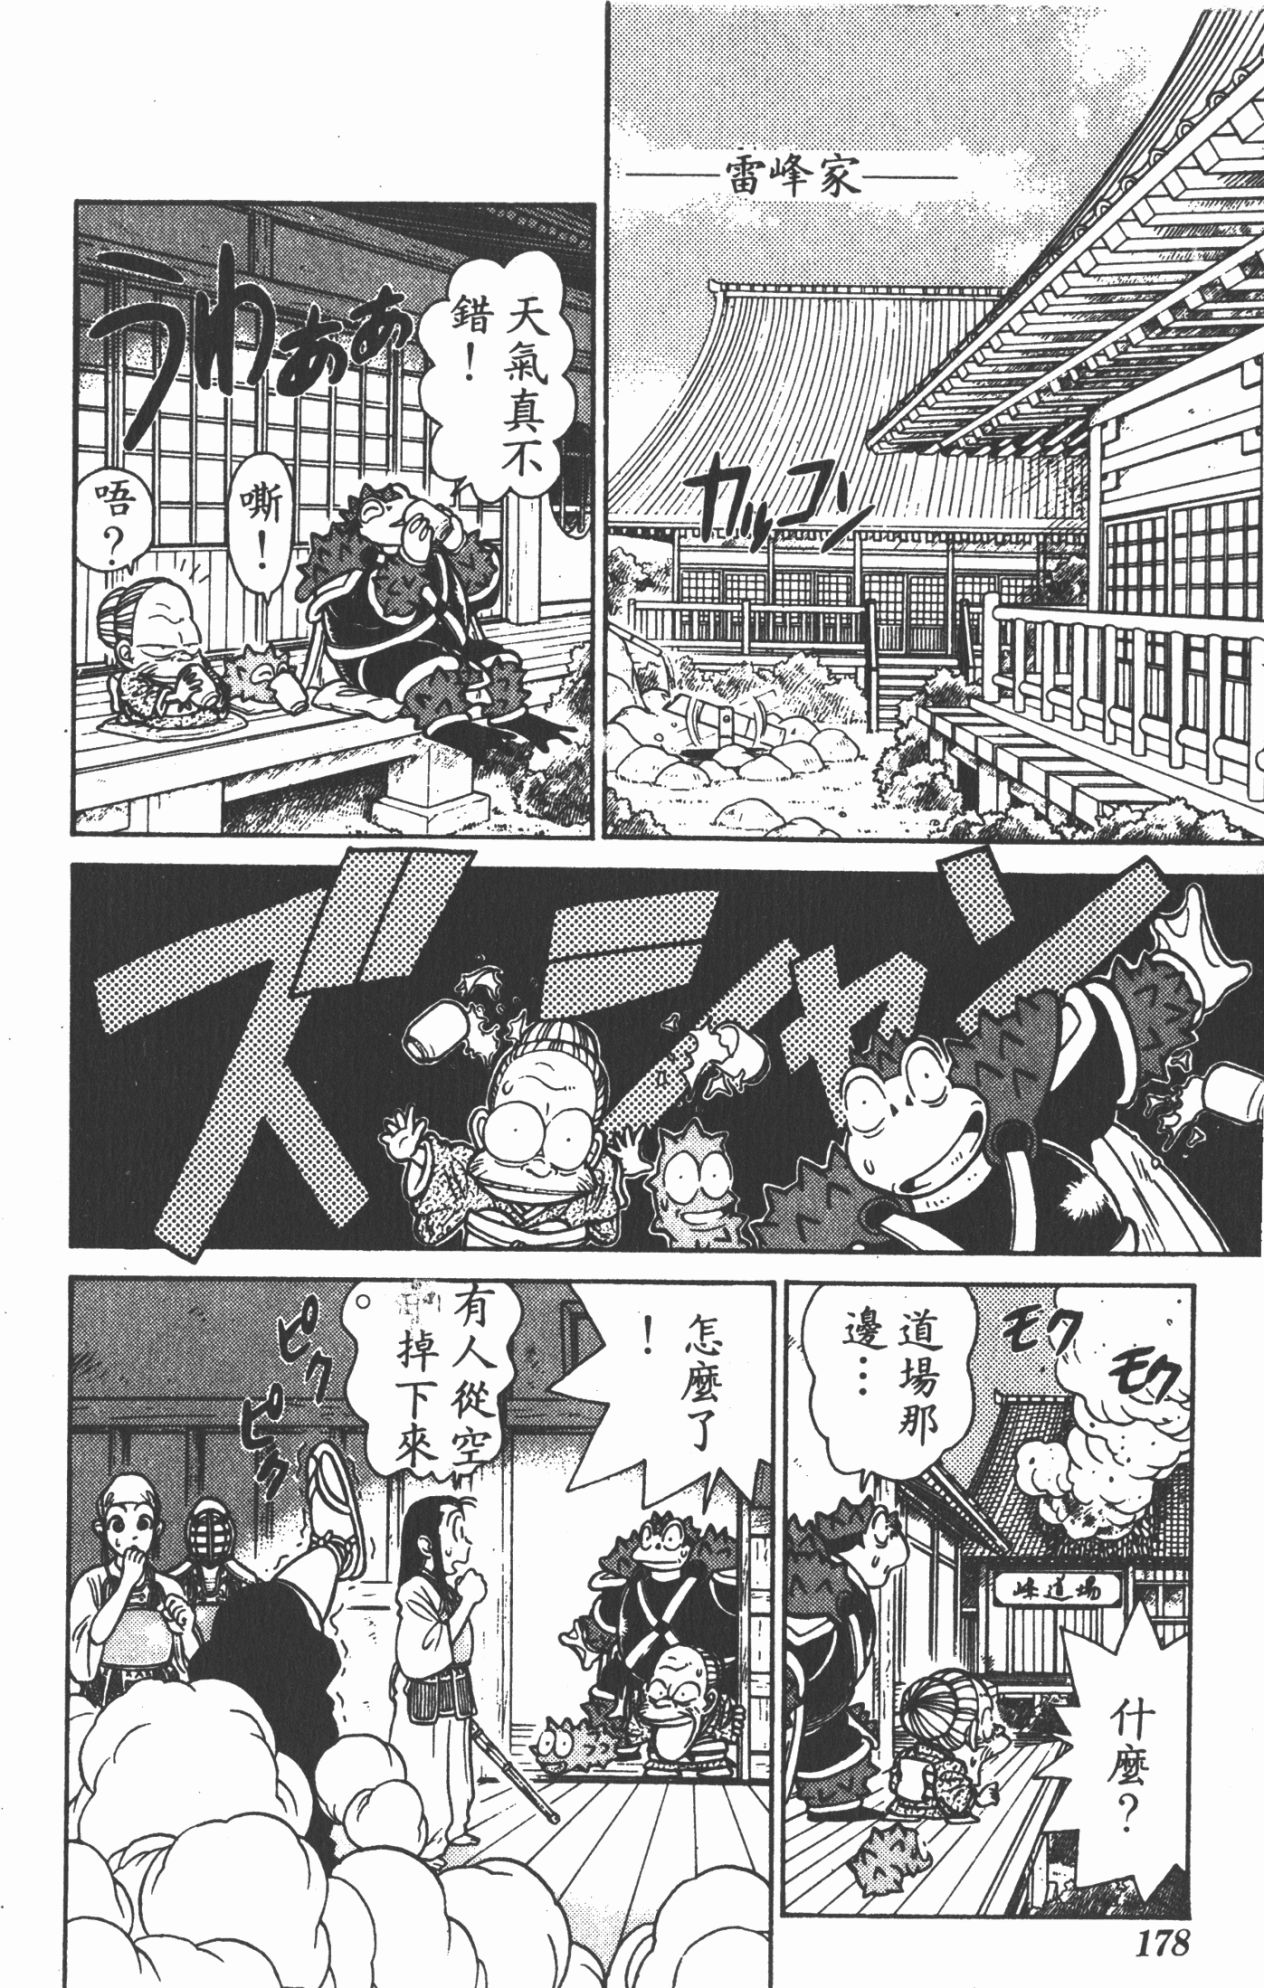 雷峰家
カッコン
天氣真不
錯！
うわあぁ
嘶！
唔？
ズシャン
モク
モク
道場那
邊…
味道場
什麼？
怎麼了
！
有人從空
掉下來
。
ピク
ピク
178